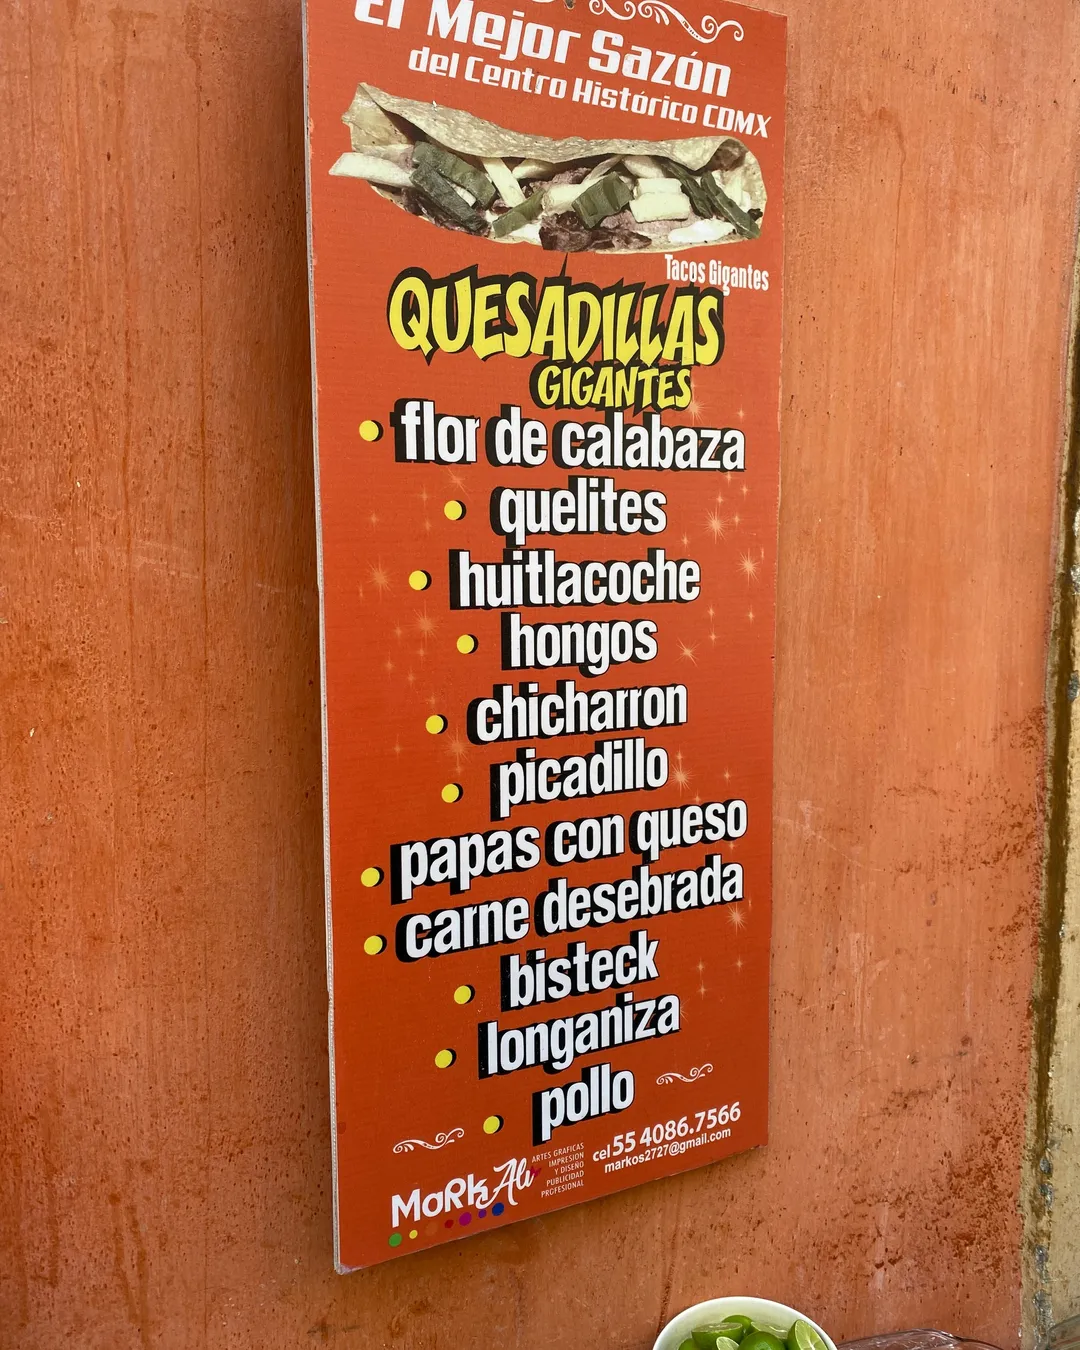 El Mejor Sazón
del Centro Histórico CDMX
Tacos Gigantes
QUESADILLAS
GIGANTES
• flor de calabaza
• quelites
• huitlacoche
• hongos
• chicharron
• picadillo
• papas con queso
• carne desebrada
• bisteck
• longaniza
• pollo
MaRk Ali
ARTES GRAFICAS
IMPRESION
Y DISEÑO
PUBLICIDAD
PROFESIONAL
cel 55 4086.7566
markos2727@gmail.com